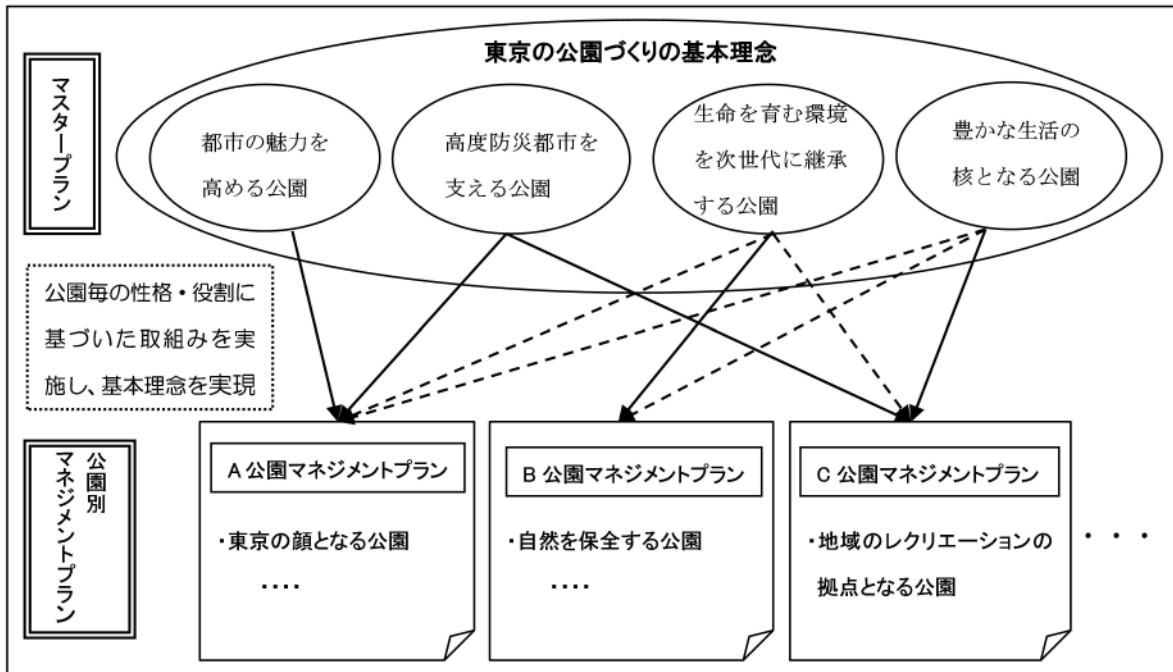 東京の公園づくりの基本理念
マスタープラン
都市の魅力を
高める公園
高度防災都市を
支える公園
生命を育む環境
を次世代に継承
する公園
豊かな生活の
核となる公園
公園毎の性格・役割に
基づいた取組みを実
施し、基本理念を実現
公園別
マネジメントプラン
A 公園マネジメントプラン
・東京の顔となる公園
・・・・
B 公園マネジメントプラン
・自然を保全する公園
・・・・
C 公園マネジメントプラン
・地域のレクリエーションの
拠点となる公園
・・・